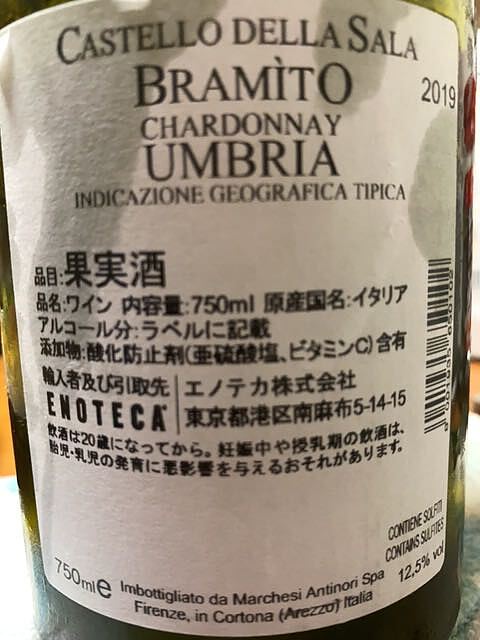 CASTELLO DELLA SALA
BRAMÌTO
2019
CHARDONNAY
UMBRIA
INDICAZIONE GEOGRAFICA TIPICA
品目:果実酒
品名:ワイン 内容量:750ml 原産国名:イタリア
アルコール分:ラベルに記載
添加物:酸化防止剤(亜硫酸塩、ビタミンC)含有
輸入者及び引取先 エノテカ株式会社
ENOTECA 東京都港区南麻布5-14-15
飲酒は20歳になってから。妊娠中や授乳期の飲酒は、
胎児・乳児の発育に悪影響を与えるおそれがあります。
CONTIENE SOLFITI
CONTAINS SULFITES
750ml e
12,5% vol
Imbottigliato da Marchesi Antinori Spa
Firenze, in Cortona (Arezzo) Italia